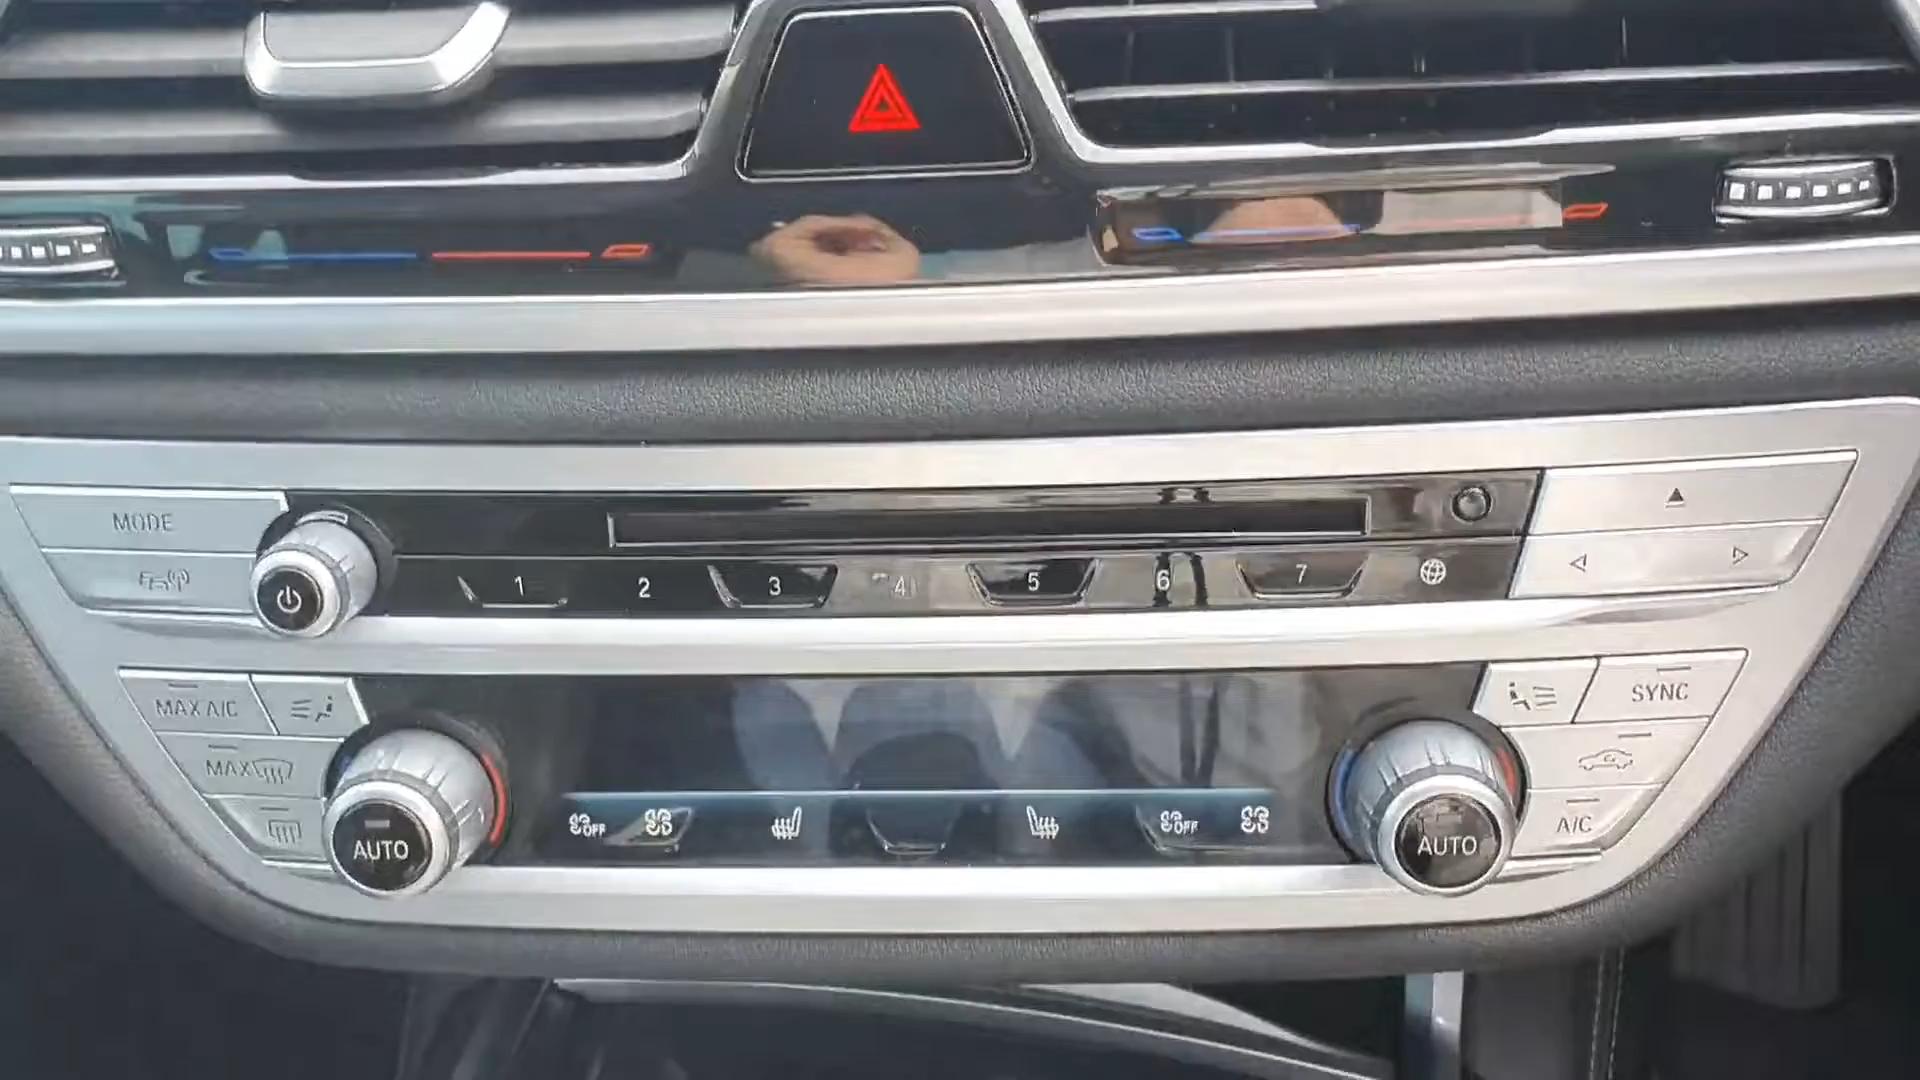 MODE
1 2 3 4 5 6 7
MAX A/C
SYNC
MAX
OFF
OFF
A/C
AUTO
AUTO